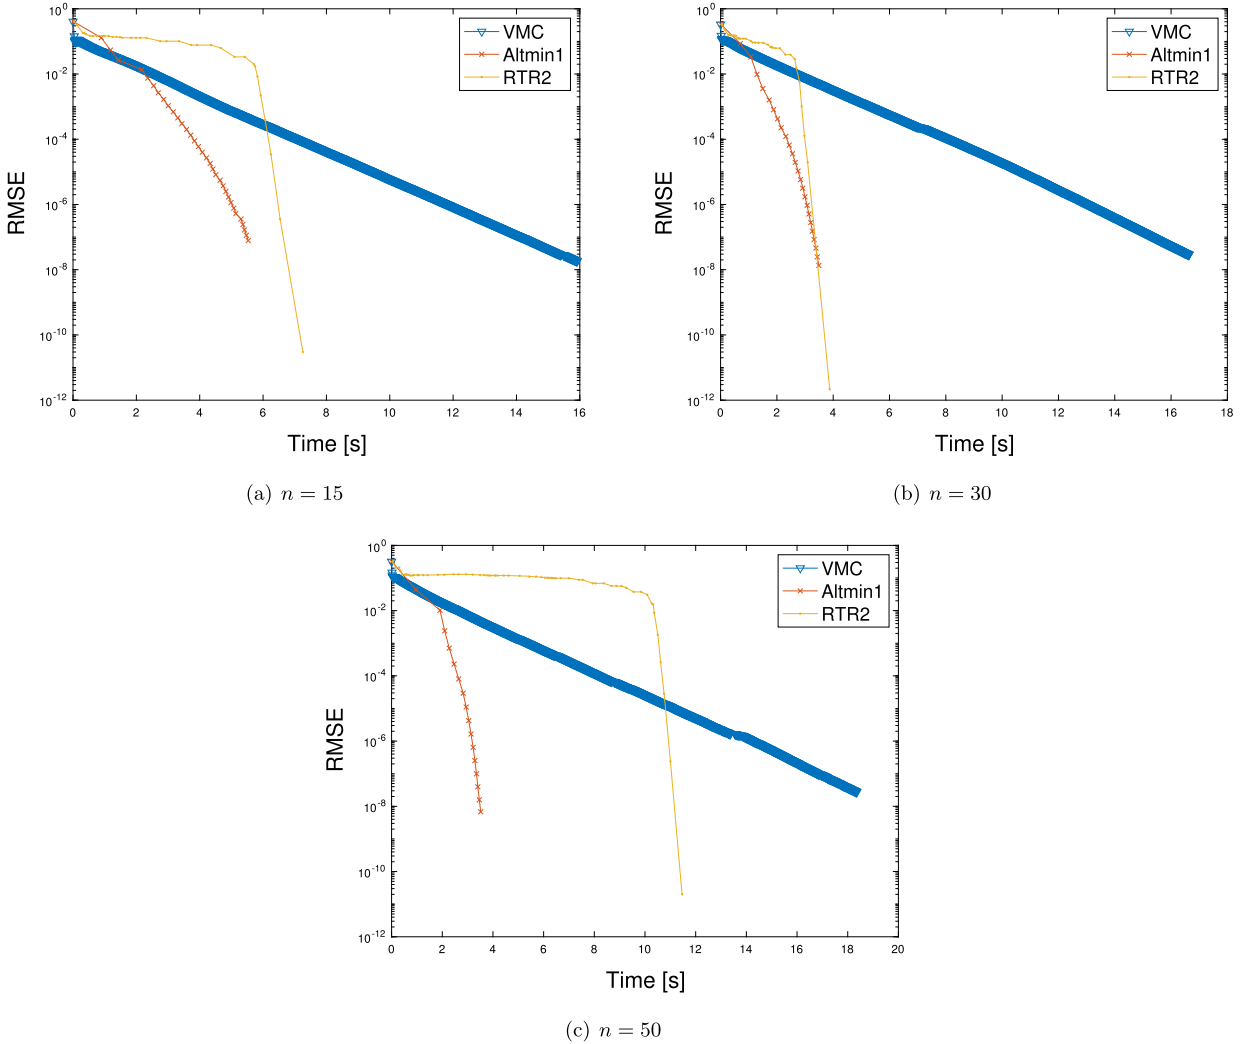 10^0
10^-2
10^-4
10^-6
10^-8
10^-10
10^-12
RMSE
0 2 4 6 8 10 12 14 16
Time [s]
VMC
Altmin1
RTR2
(a) n = 15
10^0
10^-2
10^-4
10^-6
10^-8
10^-10
10^-12
RMSE
0 2 4 6 8 10 12 14 16 18
Time [s]
VMC
Altmin1
RTR2
(b) n = 30
10^0
10^-2
10^-4
10^-6
10^-8
10^-10
10^-12
RMSE
0 2 4 6 8 10 12 14 16 18 20
Time [s]
VMC
Altmin1
RTR2
(c) n = 50